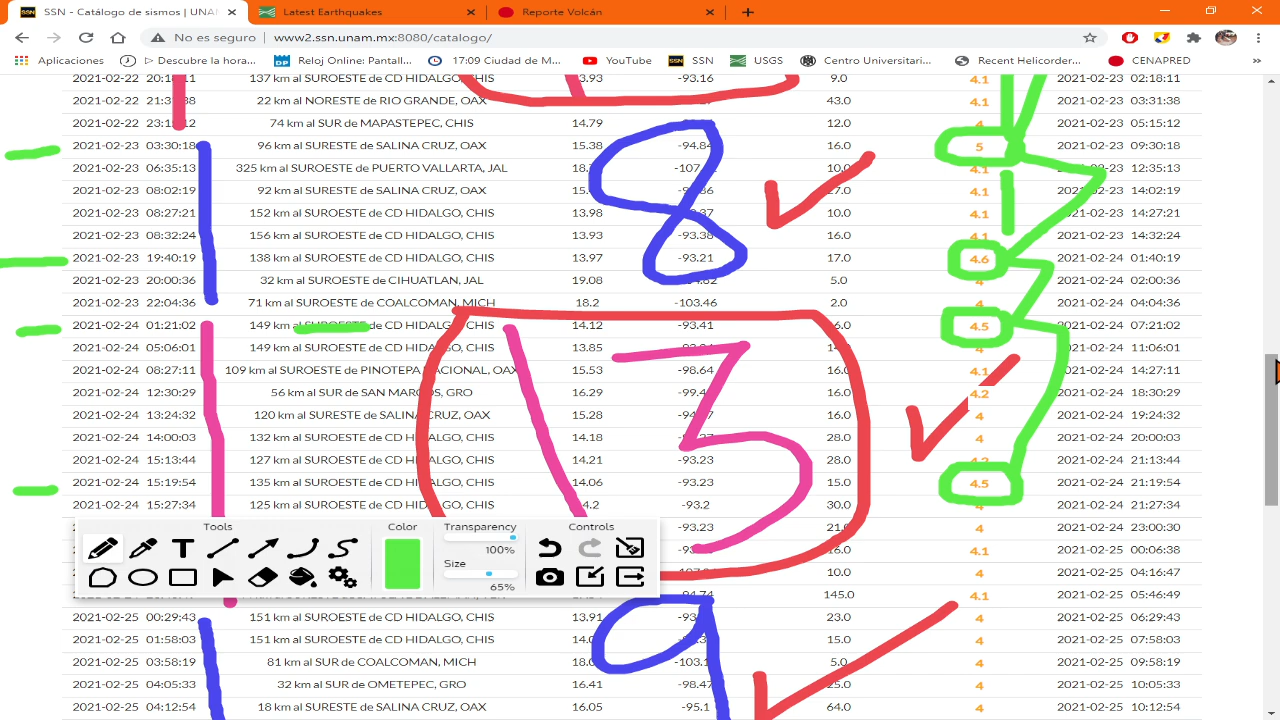 SSN - Catálogo de sismos | UNA
Latest Earthquakes
Reporte Volcán
No es seguro | www2.ssn.unam.mx:8080/catalogo/
Aplicaciones ▷ Descubre la hora... Reloj Online: Pantall... 17:09 Ciudad de M... YouTube SSN USGS Centro Universitari... Recent Helicorder... CENAPRED »
2021-02-22 137 km al SUROESTE de CD HIDALGO, CHIS -93.16 9.0 4.1 2021-02-23 02:18:11
2021-02-22 22 km al NORESTE de RIO GRANDE, OAX 43.0 4.1 2021-02-23 03:31:38
2021-02-22 74 km al SUR de MAPASTEPEC, CHIS 14.79 12.0 4 2021-02-23 05:15:12
2021-02-23 03:30:18 96 km al SURESTE de SALINA CRUZ, OAX 15.38 -94.84 16.0 5 2021-02-23 09:30:18
2021-02-23 06:35:13 325 km al SUROESTE de PUERTO VALLARTA, JAL 10.0 4.1 12:35:13
2021-02-23 08:02:19 92 km al SURESTE de SALINA CRUZ, OAX 4.1 2021-02-23 14:02:19
2021-02-23 08:27:21 152 km al SUROESTE de CD HIDALGO, CHIS 13.98 10.0 4.1 2021-02-23 14:27:21
2021-02-23 08:32:24 156 km al SUROESTE de CD HIDALGO, CHIS 13.93 -93.38 16.0 4.1 2021-02-23 14:32:24
2021-02-23 19:40:19 136 km al SUROESTE de CD HIDALGO, CHIS 13.97 -93.21 17.0 4.6 2021-02-24 01:40:19
2021-02-23 20:00:36 32 km al SUROESTE de CIHUATLAN, JAL 19.08 5.0 4 2021-02-24 02:00:36
2021-02-23 22:04:36 71 km al SUROESTE de COALCOMAN, MICH 18.2 -103.46 2.0 4 2021-02-24 04:04:36
2021-02-24 01:21:02 149 km al SUROESTE de CD HIDALGO, CHIS 14.12 -93.41 4.5 2021-02-24 07:21:02
2021-02-24 05:06:01 149 km al SUROESTE de CD HIDALGO, CHIS 13.85 4 2021-02-24 11:06:01
2021-02-24 08:27:11 109 km al SUROESTE de PINOTEPA NACIONAL, OAX 15.53 -98.64 16.0 4.1 2021-02-24 14:27:11
2021-02-24 12:30:29 56 km al SUR de SAN MARCOS, GRO 16.29 16.0 4.2 2021-02-24 18:30:29
2021-02-24 13:24:32 120 km al SURESTE de SALINA CRUZ, OAX 15.28 16.0 4 2021-02-24 19:24:32
2021-02-24 14:00:03 132 km al SUROESTE de CD HIDALGO, CHIS 14.18 28.0 4 2021-02-24 20:00:03
2021-02-24 15:13:44 127 km al SUROESTE de CD HIDALGO, CHIS 14.21 -93.23 28.0 2021-02-24 21:13:44
2021-02-24 15:19:54 135 km al SUROESTE de CD HIDALGO, CHIS 14.06 -93.23 15.0 4.5 2021-02-24 21:19:54
2021-02-24 15:27:34 125 km al SUROESTE de CD HIDALGO, CHIS -93.2 30.0 4 2021-02-24 21:27:34
-93.23 4 2021-02-24 23:00:30
16.0 4.1 2021-02-25 00:06:38
10.0 4 2021-02-25 04:16:47
145.0 4.1 2021-02-25 05:46:49
2021-02-25 00:29:43 151 km al SUROESTE de CD HIDALGO, CHIS 13.91 23.0 4 2021-02-25 06:29:43
2021-02-25 01:58:03 151 km al SUROESTE de CD HIDALGO, CHIS 15.0 4 2021-02-25 07:58:03
2021-02-25 03:58:19 81 km al SUR de COALCOMAN, MICH 5.0 4 2021-02-25 09:58:19
2021-02-25 04:05:33 32 km al SUR de OMETEPEC, GRO 16.41 -98.47 4 2021-02-25 10:05:33
2021-02-25 04:12:54 18 km al SUROESTE de SALINA CRUZ, OAX 16.05 -95.1 64.0 4 2021-02-25 10:12:54
8
13
9
Tools Color Transparency Controls
100%
Size
65%